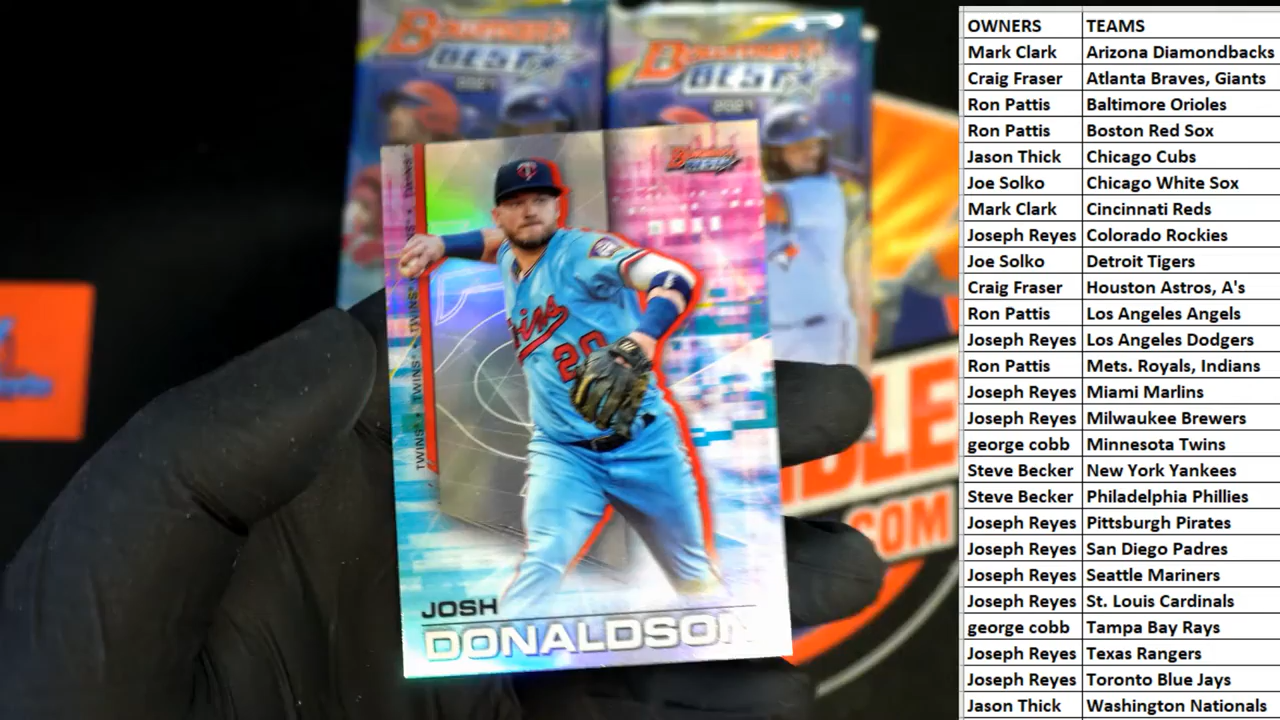 BOWMAN'S
BEST
2021
BOWMAN'S
BEST
2021
BOWMAN'S
BEST
TWINS • TWINS • TWINS
Twins
20
JOSH
DONALDSON
.COM
OWNERS TEAMS
Mark Clark Arizona Diamondbacks
Craig Fraser Atlanta Braves, Giants
Ron Pattis Baltimore Orioles
Ron Pattis Boston Red Sox
Jason Thick Chicago Cubs
Joe Solko Chicago White Sox
Mark Clark Cincinnati Reds
Joseph Reyes Colorado Rockies
Joe Solko Detroit Tigers
Craig Fraser Houston Astros, A's
Ron Pattis Los Angeles Angels
Joseph Reyes Los Angeles Dodgers
Ron Pattis Mets. Royals, Indians
Joseph Reyes Miami Marlins
Joseph Reyes Milwaukee Brewers
george cobb Minnesota Twins
Steve Becker New York Yankees
Steve Becker Philadelphia Phillies
Joseph Reyes Pittsburgh Pirates
Joseph Reyes San Diego Padres
Joseph Reyes Seattle Mariners
Joseph Reyes St. Louis Cardinals
george cobb Tampa Bay Rays
Joseph Reyes Texas Rangers
Joseph Reyes Toronto Blue Jays
Jason Thick Washington Nationals